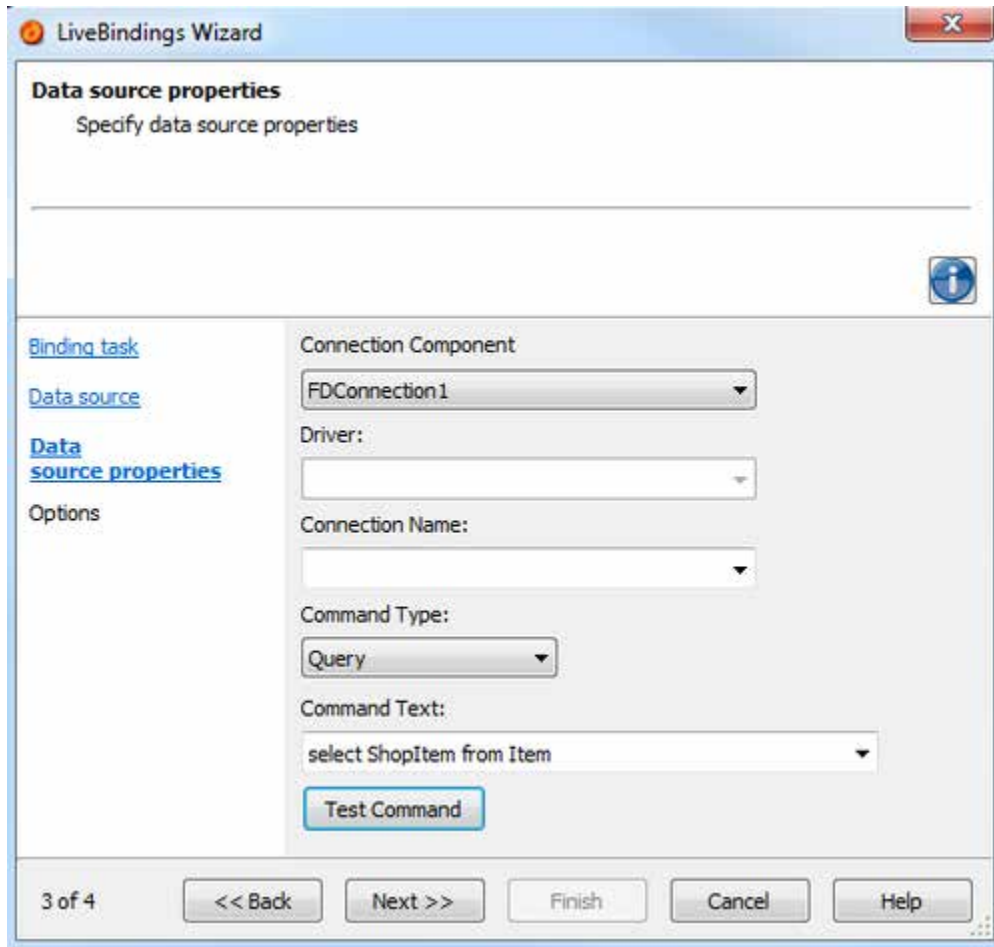 LiveBindings Wizard
Data source properties
Specify data source properties
Binding task
Data source
Data
source properties
Options
Connection Component
FDConnection1
Driver:
Connection Name:
Command Type:
Query
Command Text:
select ShopItem from Item
Test Command
3 of 4
<< Back
Next >>
Finish
Cancel
Help